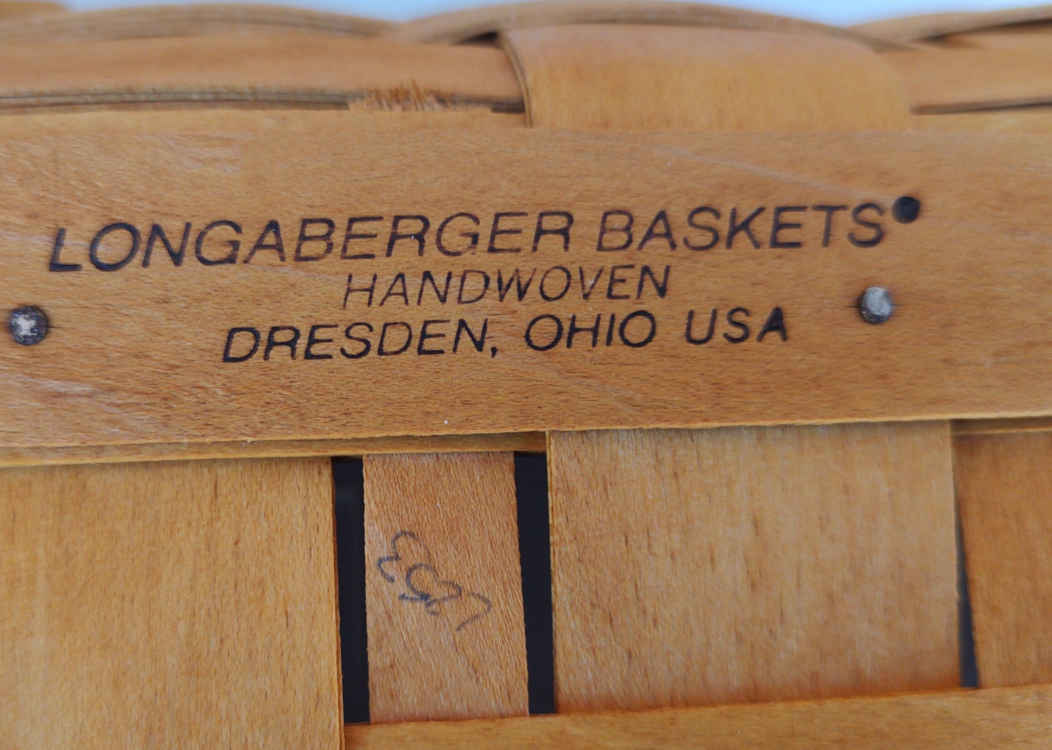 LONGABERGER BASKETS®
HANDWOVEN
DRESDEN, OHIO USA